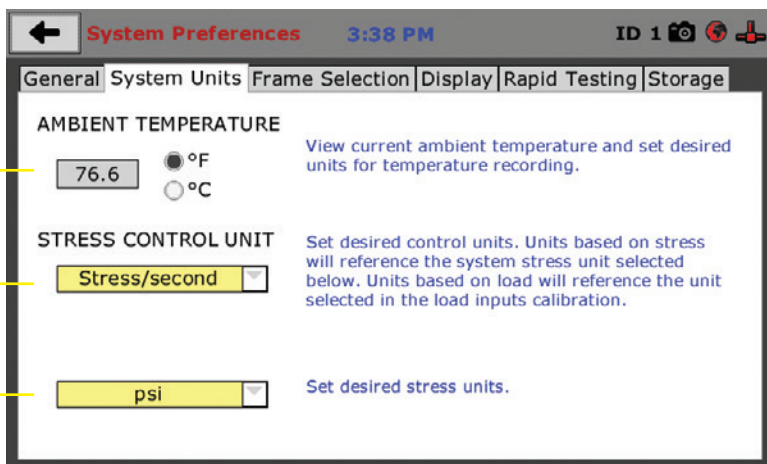 System Preferences 3:38 PM ID 1
General System Units Frame Selection Display Rapid Testing Storage
AMBIENT TEMPERATURE
76.6
°F
°C
View current ambient temperature and set desired
units for temperature recording.
STRESS CONTROL UNIT
Stress/second
Set desired control units. Units based on stress
will reference the system stress unit selected
below. Units based on load will reference the unit
selected in the load inputs calibration.
psi
Set desired stress units.